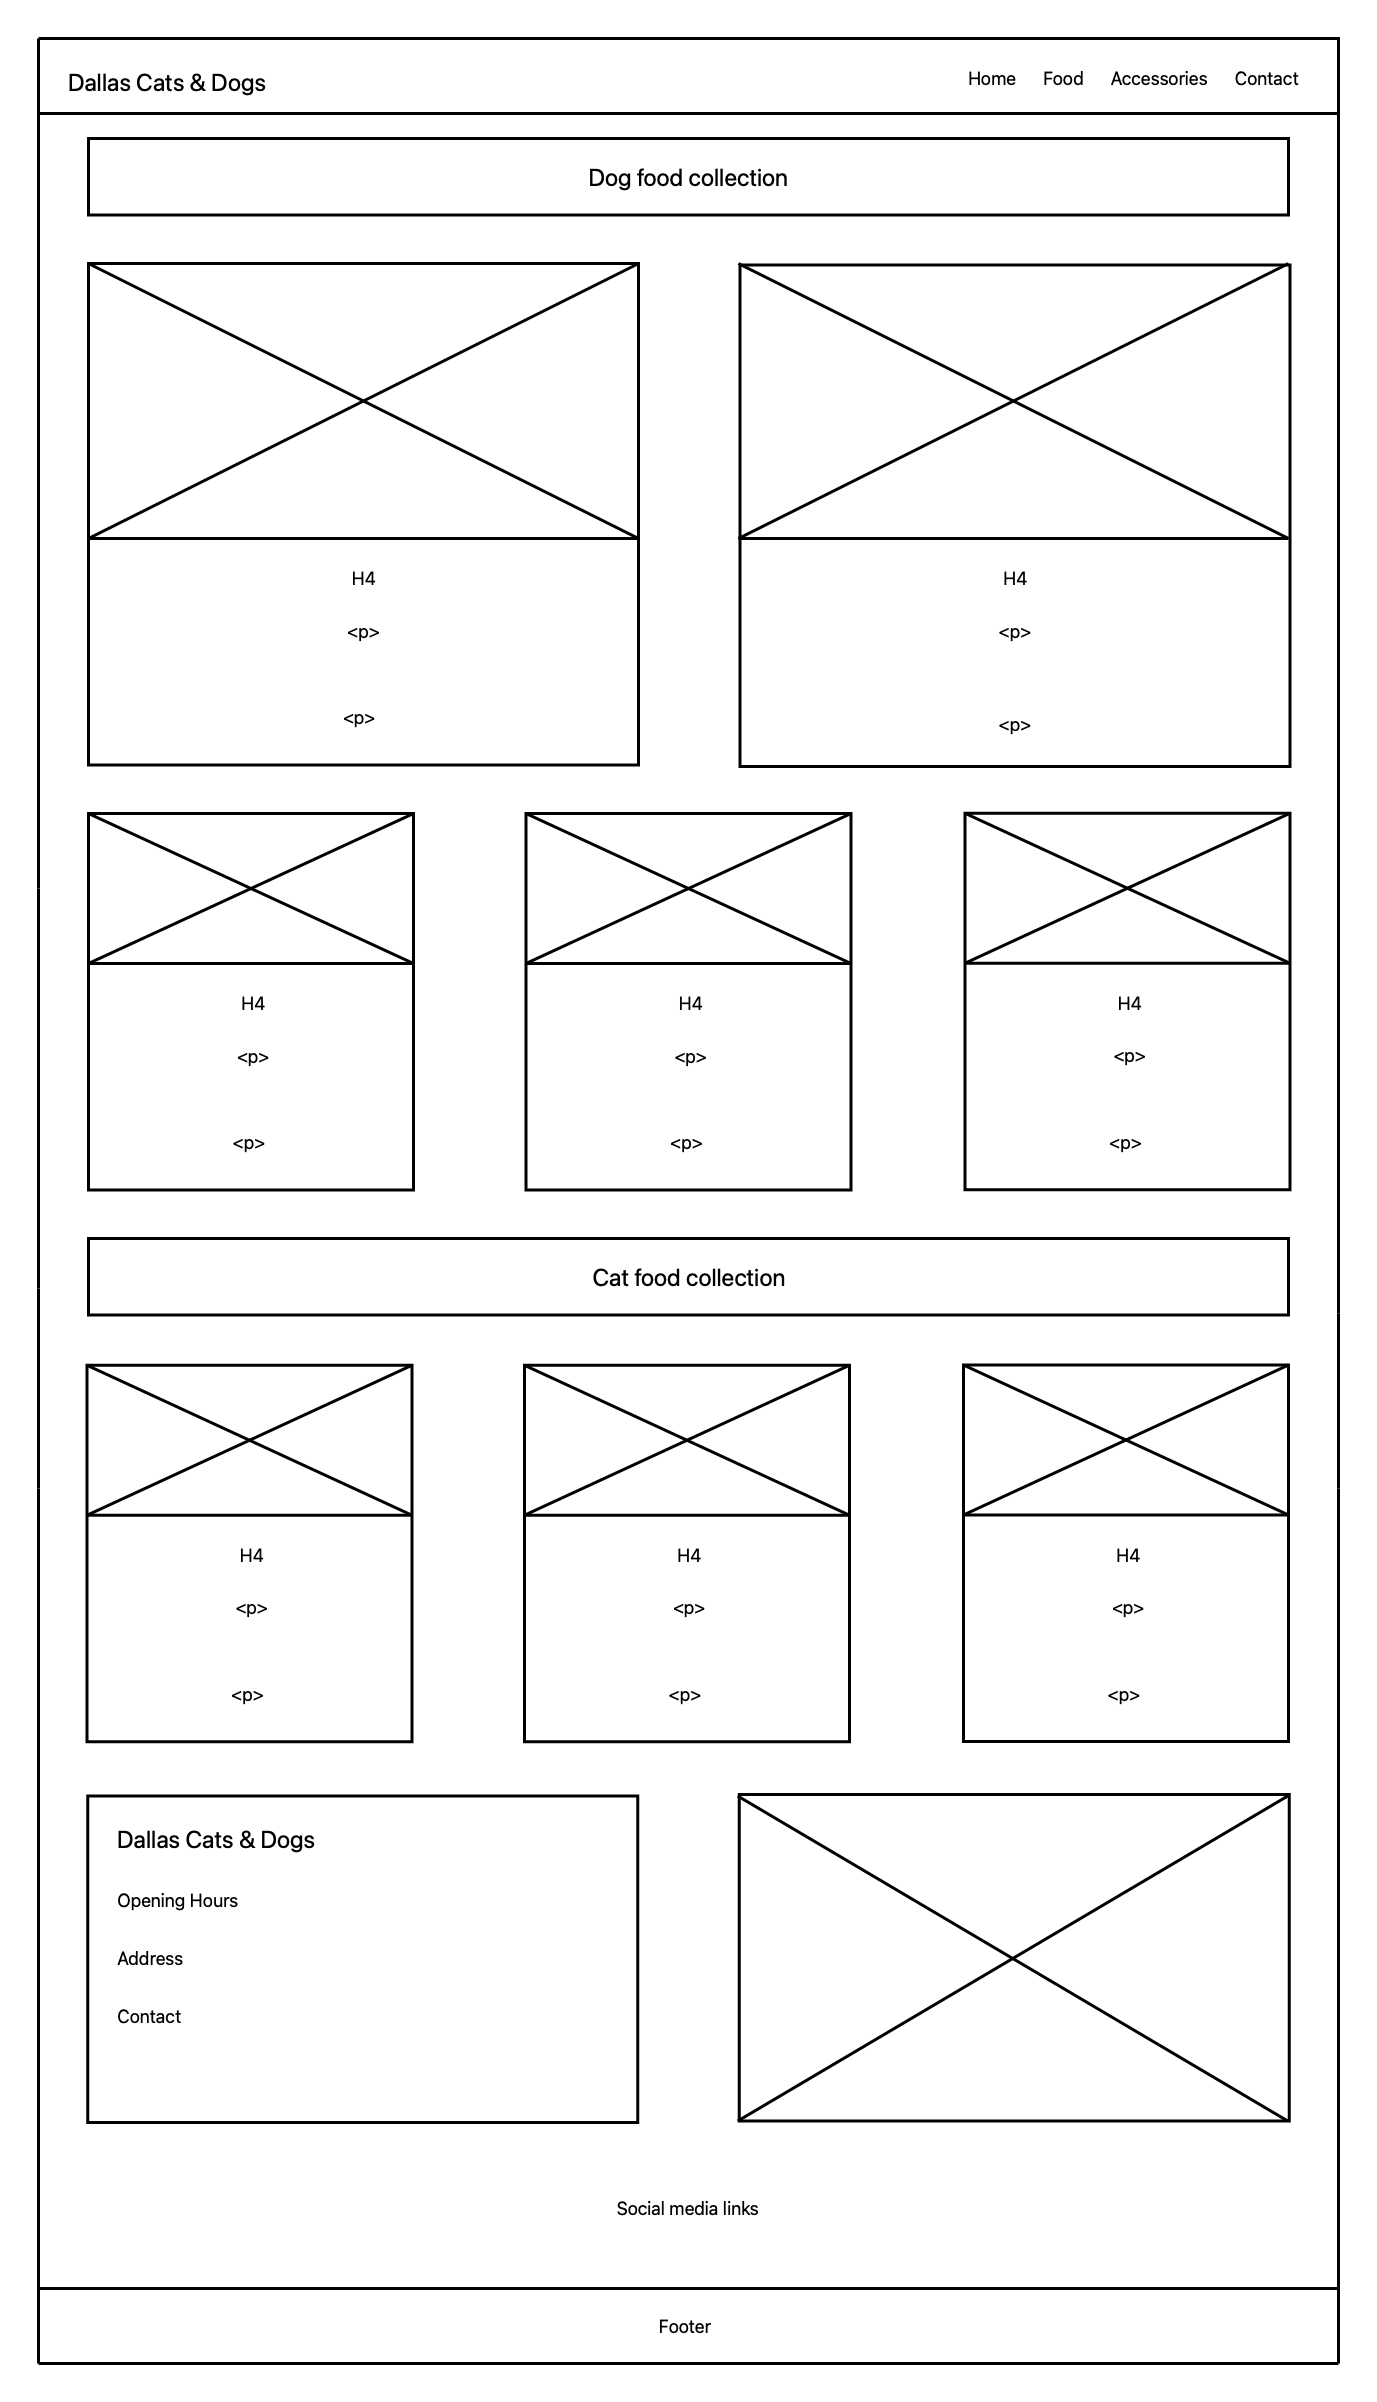 Dallas Cats & Dogs
Home Food Accessories Contact
Dog food collection
H4
<p>
<p>
H4
<p>
<p>
H4
<p>
<p>
H4
<p>
<p>
H4
<p>
<p>
Cat food collection
H4
<p>
<p>
H4
<p>
<p>
H4
<p>
<p>
Dallas Cats & Dogs
Opening Hours
Address
Contact
Social media links
Footer